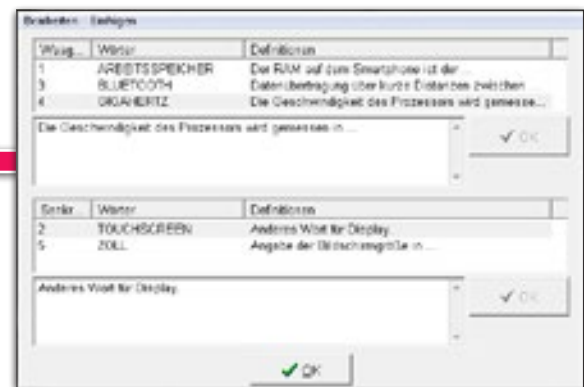 Bearbeiten Einfügen
Waag... Wörter Definitionen
1 ARBEITSSPEICHER Der RAM auf dem Smartphone ist der ...
3 BLUETOOTH Datenübertragung über kurze Distanzen zwischen
4 GIGAHERTZ Die Geschwindigkeit des Prozessors wird gemesse...
Die Geschwindigkeit des Prozessors wird gemessen in ...
OK
Senkr... Wörter Definitionen
2 TOUCHSCREEN Anderes Wort für Display.
5 ZOLL Angabe der Bildschirmgröße in ...
Anderes Wort für Display.
OK
OK